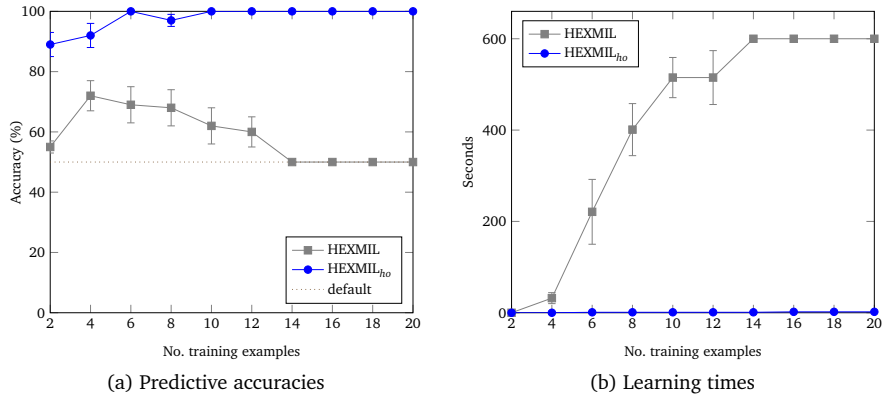 100
80
60
40
20
0
Accuracy (%)
HEXMIL
HEXMILho
default
2 4 6 8 10 12 14 16 18 20
No. training examples
(a) Predictive accuracies
600
400
200
0
Seconds
HEXMIL
HEXMILho
2 4 6 8 10 12 14 16 18 20
No. training examples
(b) Learning times